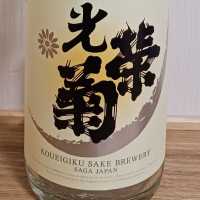 光栄菊
KOUEIGIKU SAKE BREWERY
SAGA JAPAN